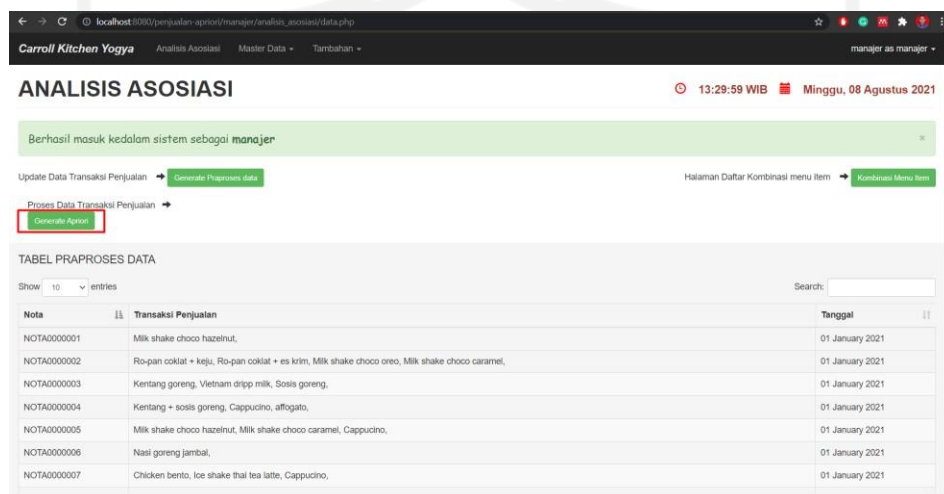 localhost:8080/penjualan-apriori/manajer/analisis_asosiasi/data.php
Carroll Kitchen Yogya Analisis Asosiasi Master Data Tambahan manajer as manajer
ANALISIS ASOSIASI 13:29:59 WIB Minggu, 08 Agustus 2021
Berhasil masuk kedalam sistem sebagai manajer ×
Update Data Transaksi Penjualan Generate Praproses data Halaman Daftar Kombinasi menu item Kombinasi Menu Item
Proses Data Transaksi Penjualan
Generate Apriori
TABEL PRAPROSES DATA
Show 10 entries Search:
Nota Transaksi Penjualan Tanggal
NOTA0000001 Milk shake choco hazelnut, 01 January 2021
NOTA0000002 Ro-pan coklat + keju, Ro-pan coklat + es krim, Milk shake choco oreo, Milk shake choco caramel, 01 January 2021
NOTA0000003 Kentang goreng, Vietnam dripp milk, Sosis goreng, 01 January 2021
NOTA0000004 Kentang + sosis goreng, Cappucino, affogato, 01 January 2021
NOTA0000005 Milk shake choco hazelnut, Milk shake choco caramel, Cappucino, 01 January 2021
NOTA0000006 Nasi goreng jambal, 01 January 2021
NOTA0000007 Chicken bento, Ice shake thai tea latte, Cappucino, 01 January 2021